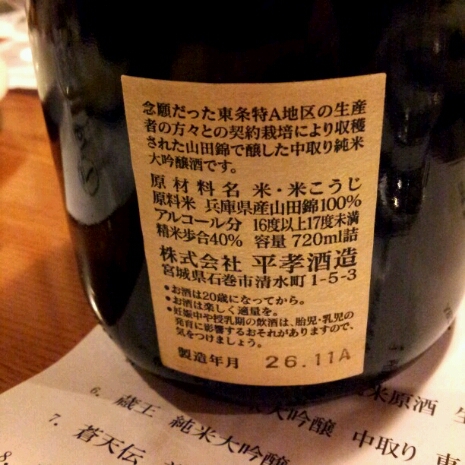 念願だった東条特A地区の生産
者の方々との契約栽培により収穫
された山田錦で醸した中取り純米
大吟醸酒です。
原材料名 米・米こうじ
原料米 兵庫県産山田錦100%
アルコール分 16度以上17度未満
精米歩合40% 容量 720ml詰
株式会社 平孝酒造
宮城県石巻市清水町1-5-3
●お酒は20歳になってから。
●お酒は楽しく適量を。
●妊娠中や授乳期の飲酒は、胎児・乳児の
発育に影響するおそれがありますので、
気をつけましょう。
製造年月 26.11A
6. 蔵王 純米大吟醸 中取り 東
7. 蒼天伝
8.
米原酒 生